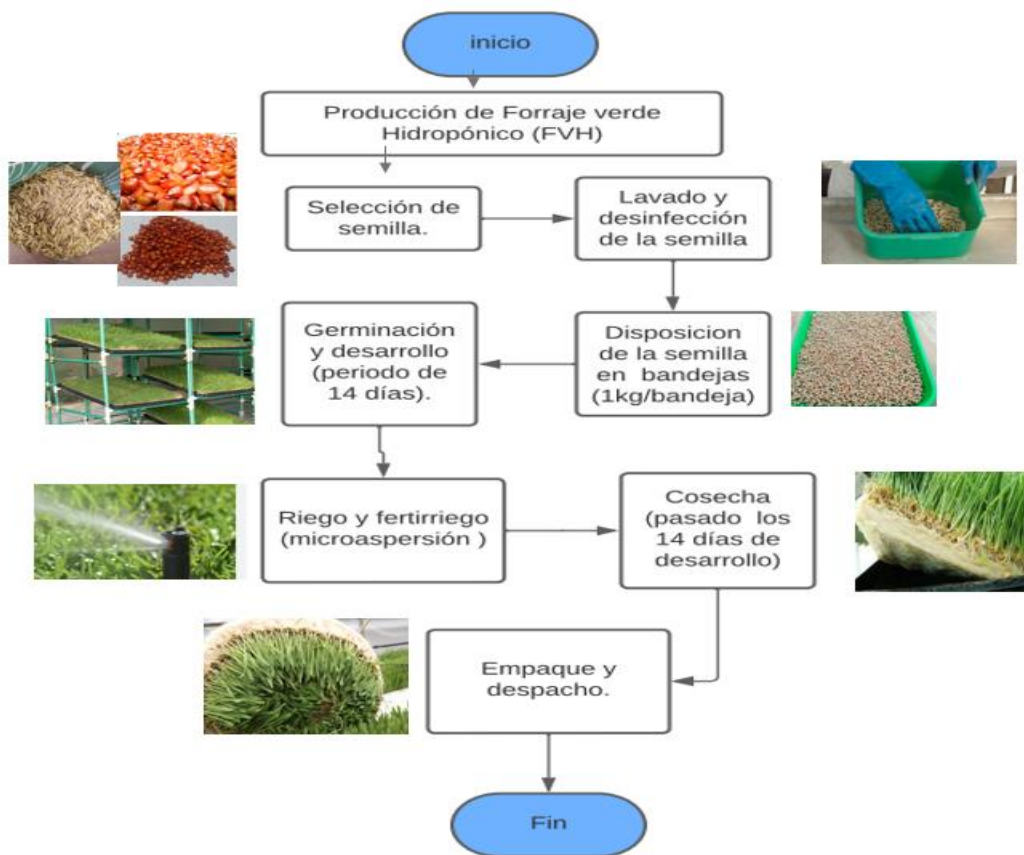 inicio
Producción de Forraje verde
Hidropónico (FVH)
Selección de
semilla.
Lavado y
desinfección
de la semilla
Disposicion
de la semilla
en bandejas
(1kg/bandeja)
Germinación
y desarrollo
(periodo de
14 días).
Riego y fertirriego
(microaspersión )
Cosecha
(pasado los
14 días de
desarrollo)
Empaque y
despacho.
Fin